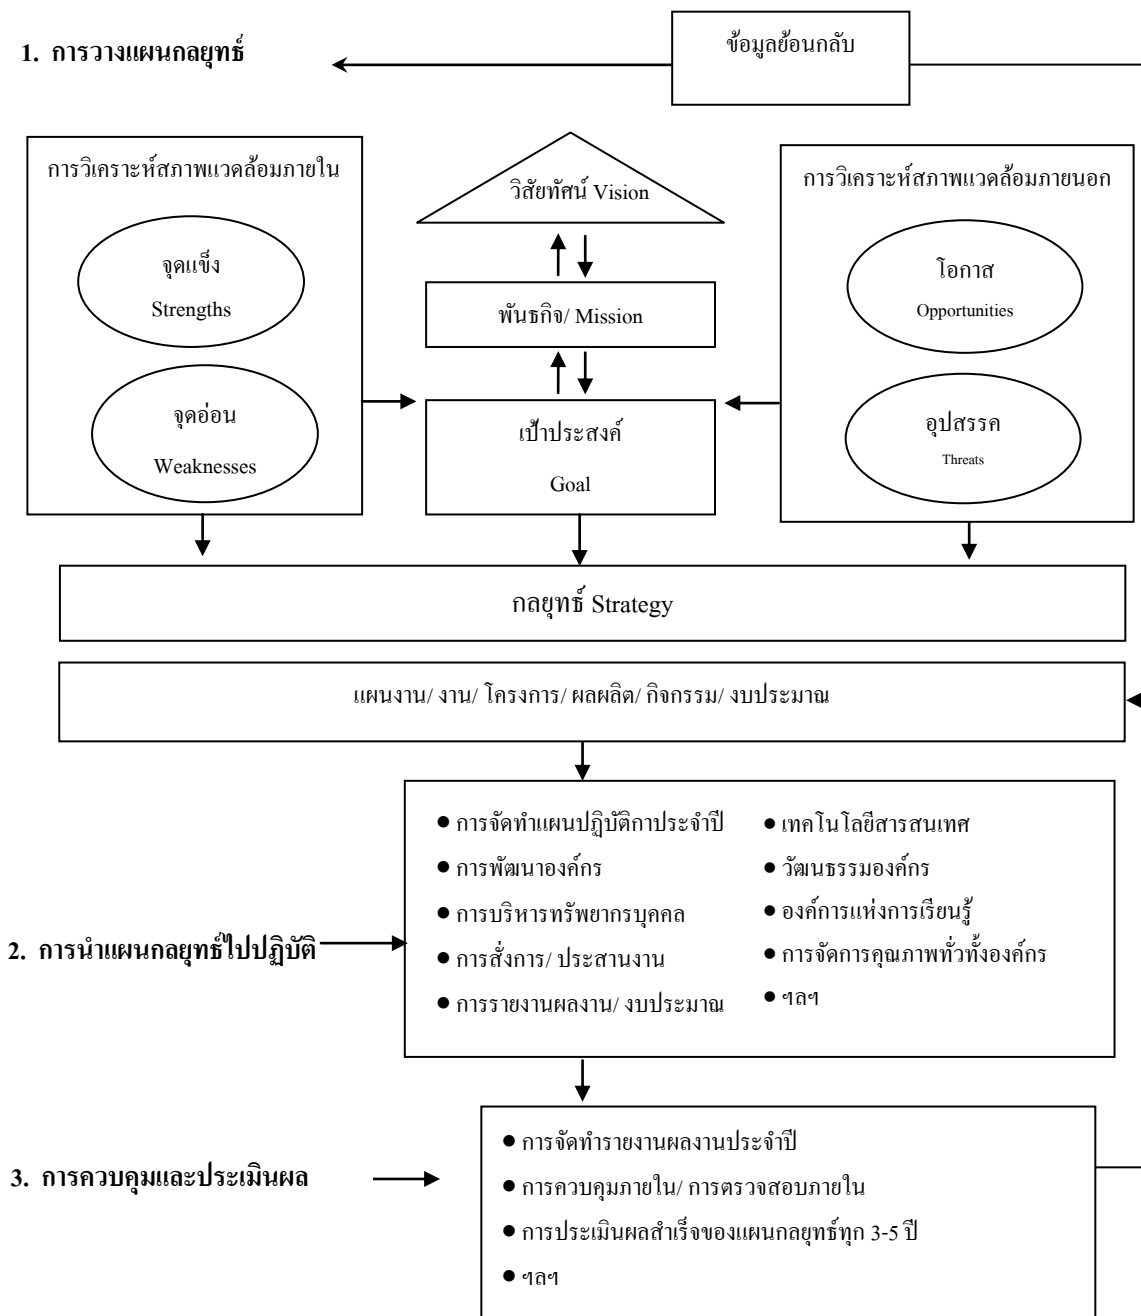 1. การวางแผนกลยุทธ์
ข้อมูลย้อนกลับ
การวิเคราะห์สภาพแวดล้อมภายใน
จุดแข็ง
Strengths
จุดอ่อน
Weaknesses
วิสัยทัศน์ Vision
พันธกิจ/ Mission
เป้าประสงค์
Goal
การวิเคราะห์สภาพแวดล้อมภายนอก
โอกาส
Opportunities
อุปสรรค
Threats
กลยุทธ์ Strategy
แผนงาน/ งาน/ โครงการ/ ผลผลิต/ กิจกรรม/ งบประมาณ
2. การนำแผนกลยุทธ์ไปปฏิบัติ
● การจัดทำแผนปฏิบัติกาประจำปี
● การพัฒนาองค์กร
● การบริหารทรัพยากรบุคคล
● การสั่งการ/ ประสานงาน
● การรายงานผลงาน/ งบประมาณ
● เทคโนโลยีสารสนเทศ
● วัฒนธรรมองค์กร
● องค์การแห่งการเรียนรู้
● การจัดการคุณภาพทั่วทั้งองค์กร
● ฯลฯ
3. การควบคุมและประเมินผล
● การจัดทำรายงานผลงานประจำปี
● การควบคุมภายใน/ การตรวจสอบภายใน
● การประเมินผลสำเร็จของแผนกลยุทธ์ทุก 3-5 ปี
● ฯลฯ